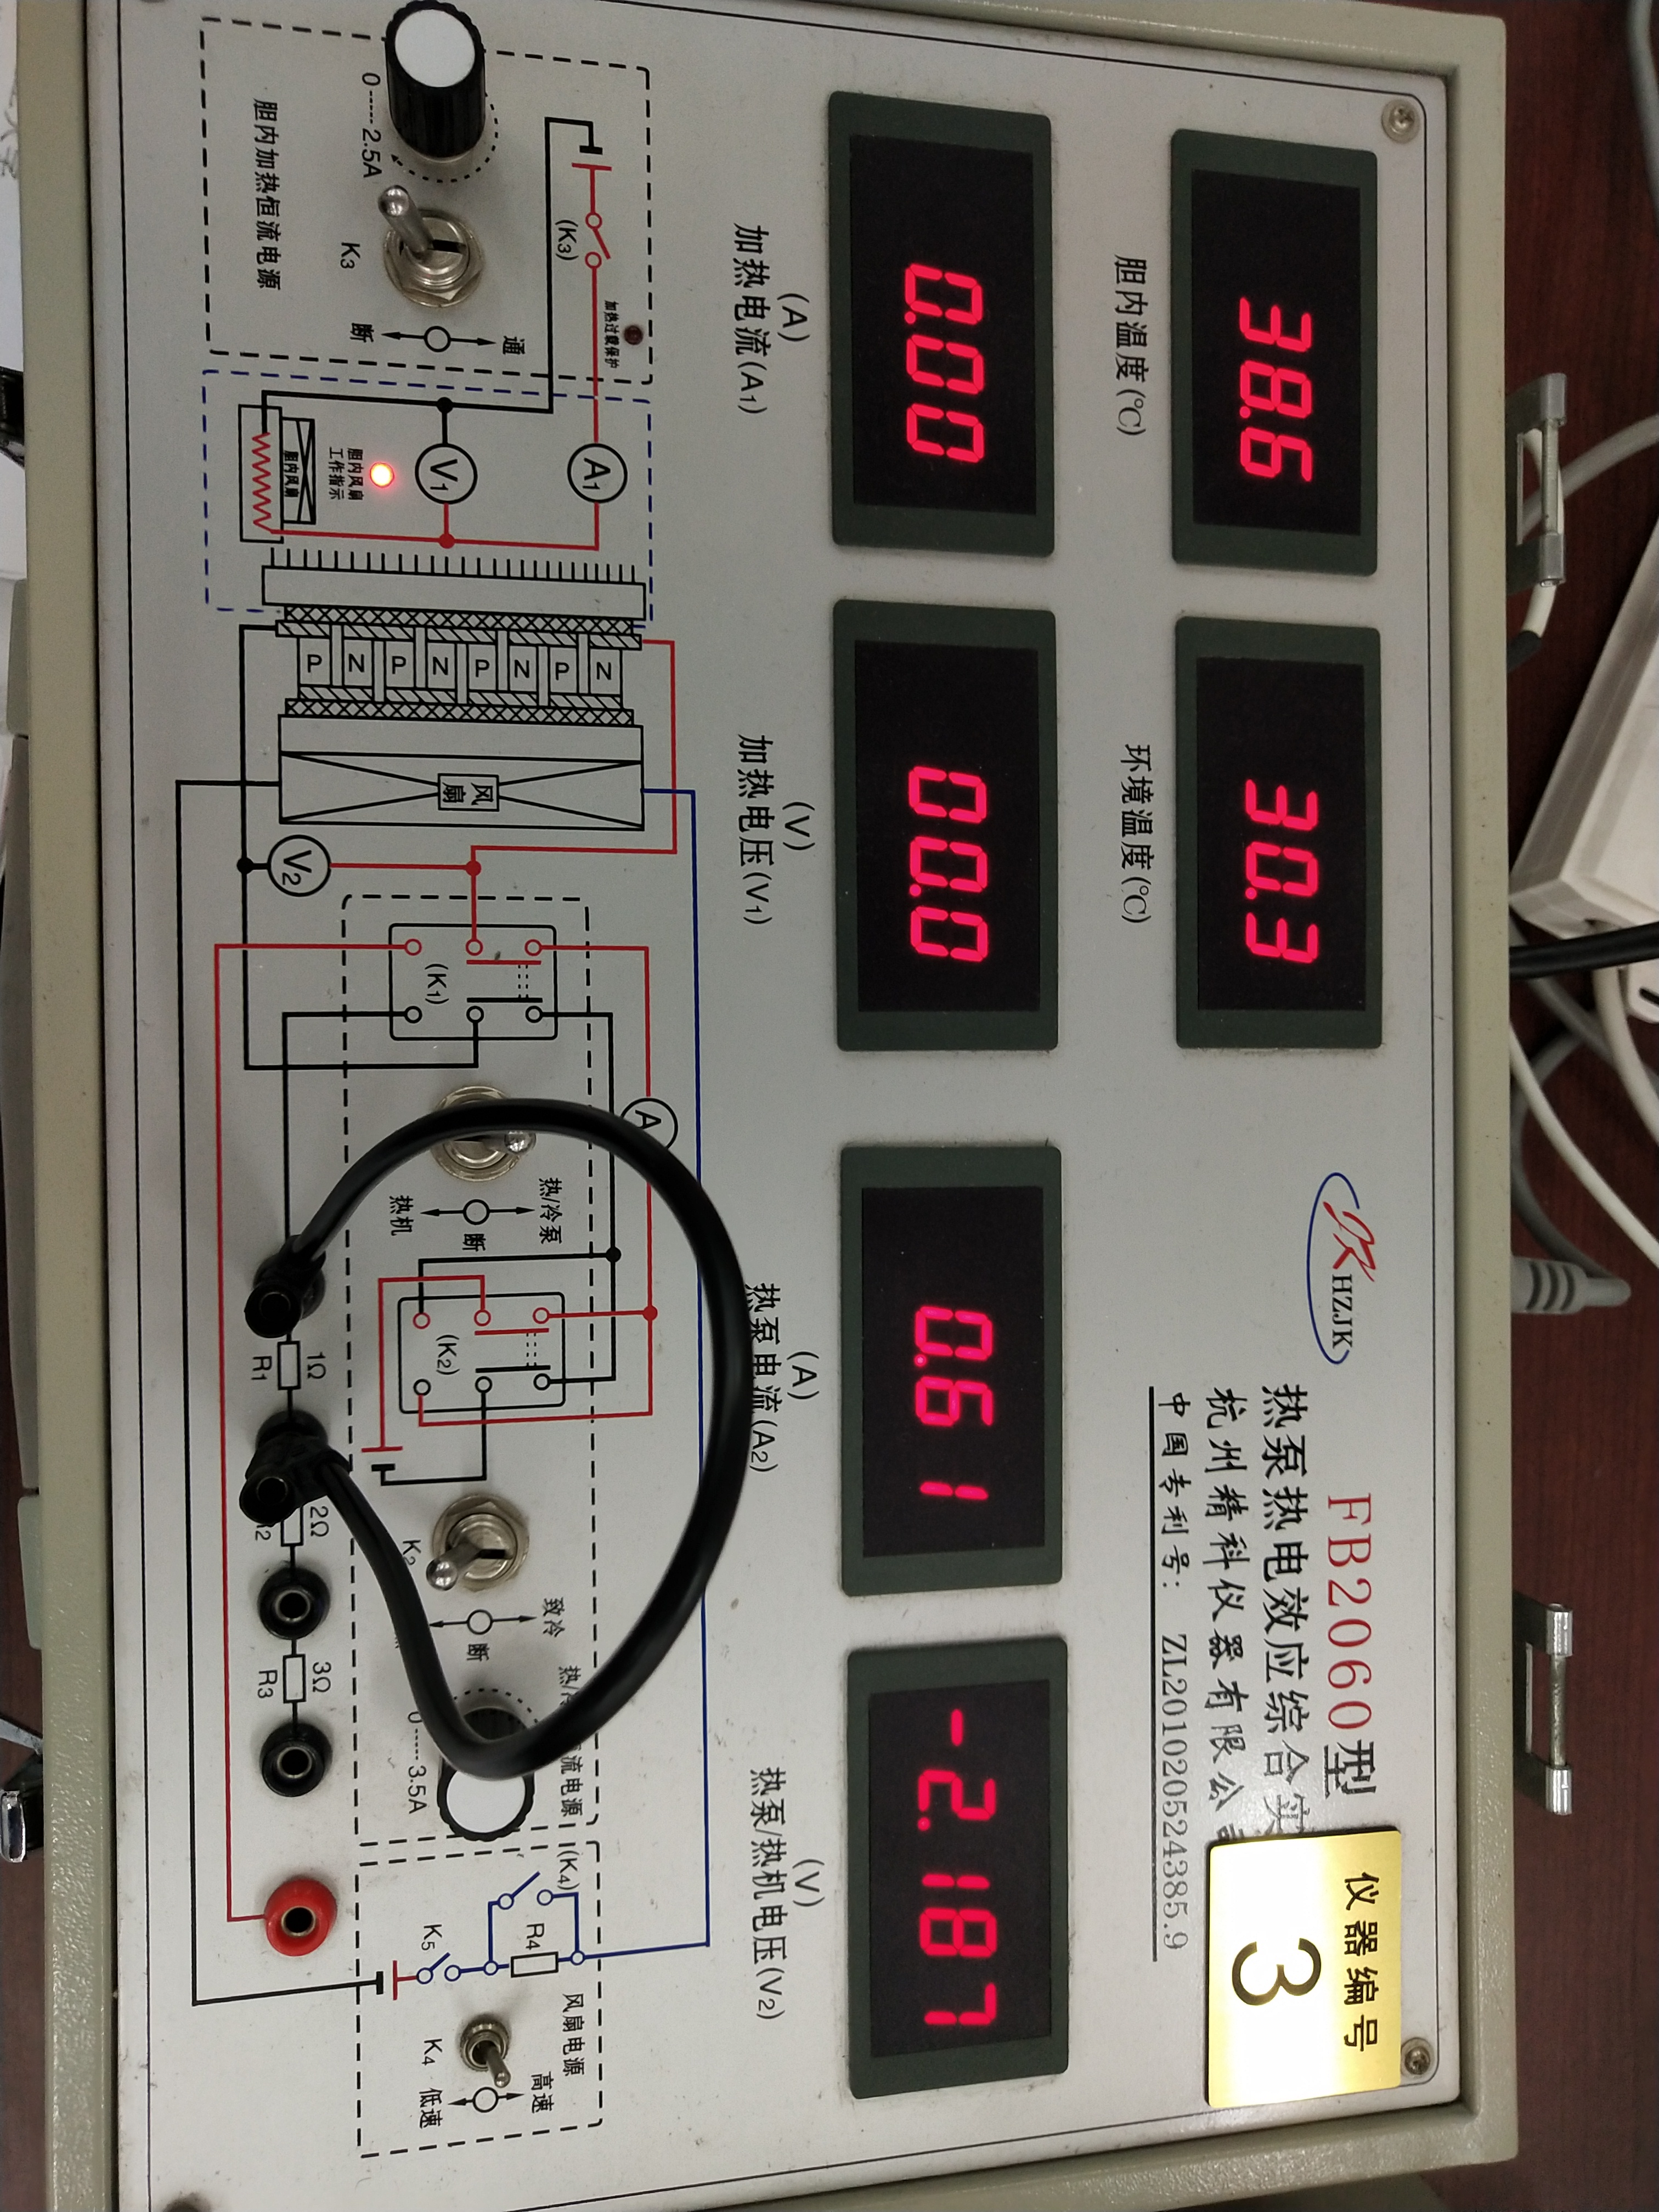 38.6
30.3
HZJK
FB2060型
仪器编号
3
热泵热电效应综合实
杭州精科仪器有限公
中国专利号： ZL201020524385.9
胆内温度(℃)
环境温度(℃)
0.00
00.0
0.61
-2.187
(A)
加热电流(A1)
(V)
加热电压(V1)
(A)
热泵电流(A2)
(V)
热泵/热机电压(V2)
加热过载保护
(K3)
A1
通
断
0-----2.5A
K3
V1
胆内风扇
工作指示
胆内风扇
胆内加热恒流电源
N
P
N
P
N
P
N
P
风扇
V2
A
(K1)
热/冷泵
断
热机
(K2)
致冷
断
K2
热/冷
流电源
0-----3.5A
(K4)
R4
K5
风扇电源
高速
K4
低速
1Ω
R1
2Ω
3Ω
R3